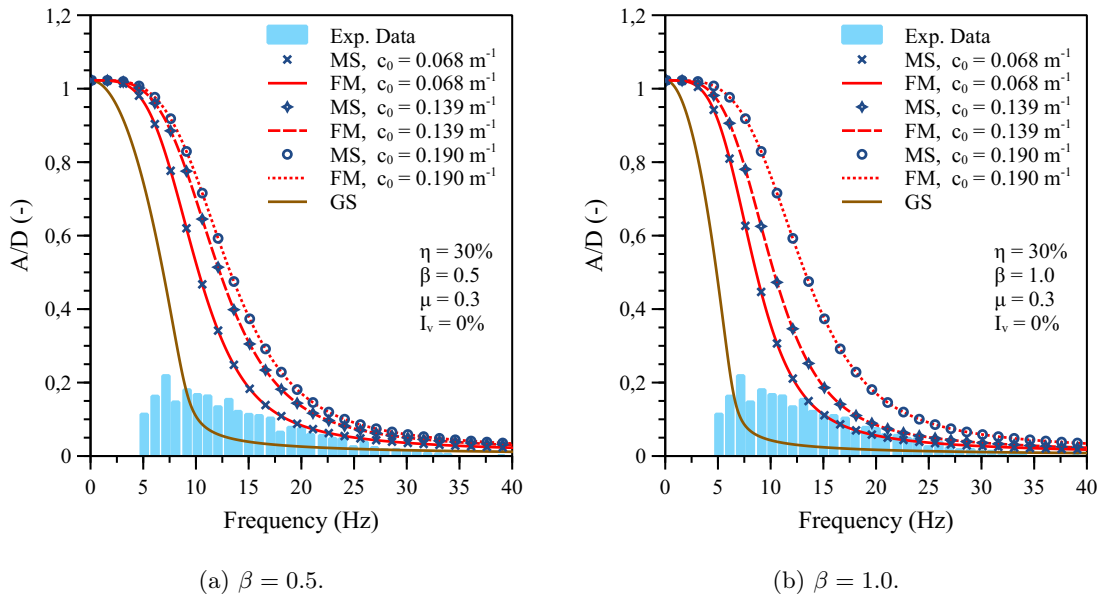 1,2
1
0,8
0,6
0,4
0,2
0
A/D (-)
0 5 10 15 20 25 30 35 40
Frequency (Hz)
Exp. Data
MS, c₀ = 0.068 m⁻¹
FM, c₀ = 0.068 m⁻¹
MS, c₀ = 0.139 m⁻¹
FM, c₀ = 0.139 m⁻¹
MS, c₀ = 0.190 m⁻¹
FM, c₀ = 0.190 m⁻¹
GS
η = 30%
β = 0.5
μ = 0.3
Iᵥ = 0%
(a) β = 0.5.
1,2
1
0,8
0,6
0,4
0,2
0
A/D (-)
0 5 10 15 20 25 30 35 40
Frequency (Hz)
Exp. Data
MS, c₀ = 0.068 m⁻¹
FM, c₀ = 0.068 m⁻¹
MS, c₀ = 0.139 m⁻¹
FM, c₀ = 0.139 m⁻¹
MS, c₀ = 0.190 m⁻¹
FM, c₀ = 0.190 m⁻¹
GS
η = 30%
β = 1.0
μ = 0.3
Iᵥ = 0%
(b) β = 1.0.